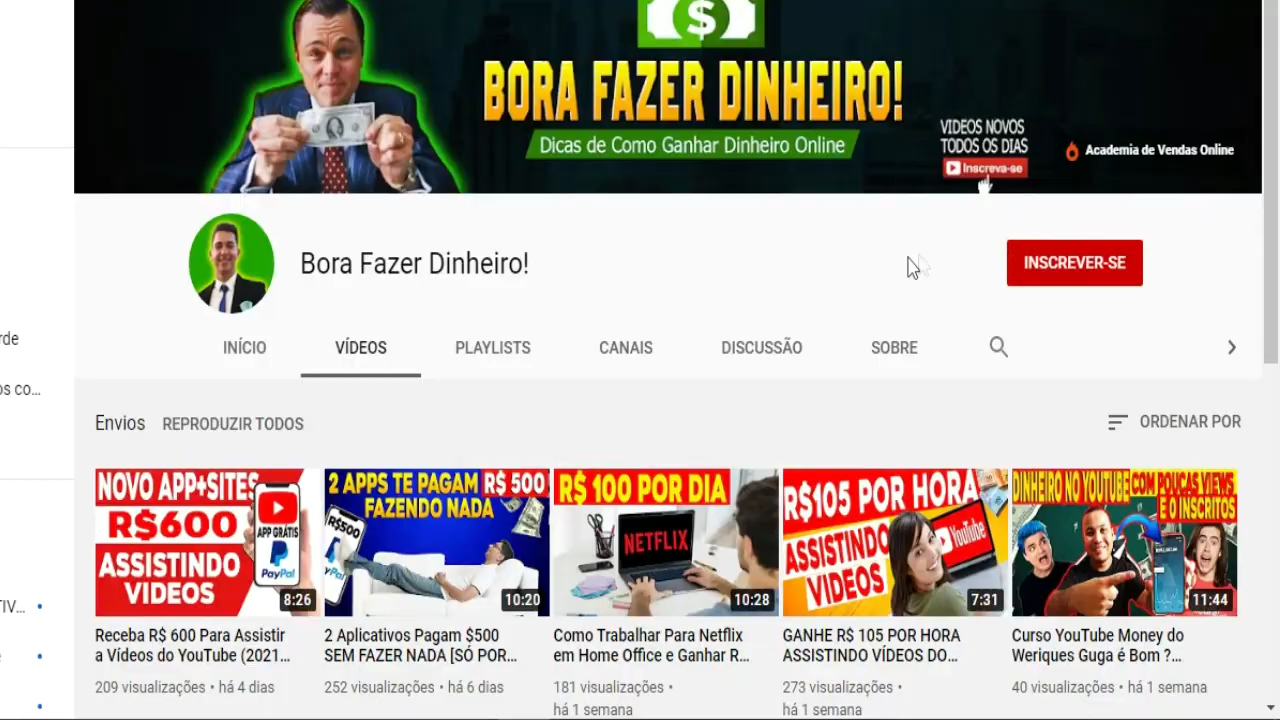 $
BORA FAZER DINHEIRO!
Dicas de Como Ganhar Dinheiro Online
VIDEOS NOVOS
TODOS OS DIAS
Inscreva-se
Academia de Vendas Online
Bora Fazer Dinheiro!
INSCREVER-SE
rde
INÍCIO
VÍDEOS
PLAYLISTS
CANAIS
DISCUSSÃO
SOBRE
os co...
Envios
REPRODUZIR TODOS
ORDENAR POR
NOVO APP+SITES
R$600
ASSISTINDO
VIDEOS
APP GRÁTIS
PayPal
8:26
2 APPS TE PAGAM R$ 500
FAZENDO NADA
R$500
10:20
R$ 100 POR DIA
NETFLIX
10:28
R$105 POR HORA
ASSISTINDO
VIDEOS
YouTube
7:31
DINHEIRO NO YOUTUBE COM POUCAS VIEWS
E 0 INSCRITOS
11:44
TIV...
Receba R$ 600 Para Assistir
a Vídeos do YouTube (2021...
209 visualizações • há 4 dias
2 Aplicativos Pagam $500
SEM FAZER NADA [SÓ POR...
252 visualizações • há 6 dias
Como Trabalhar Para Netflix
em Home Office e Ganhar R...
181 visualizações •
há 1 semana
GANHE R$ 105 POR HORA
ASSISTINDO VÍDEOS DO...
273 visualizações •
há 1 semana
Curso YouTube Money do
Weriques Guga é Bom ?...
40 visualizações • há 1 semana